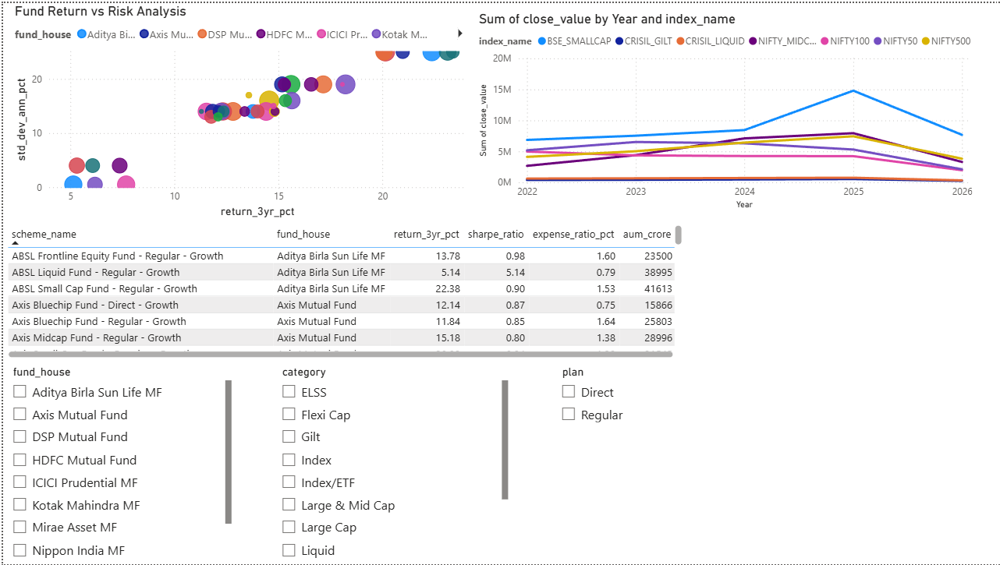 Fund Return vs Risk Analysis
fund_house Aditya Bi... Axis Mu... DSP Mu... HDFC M... ICICI Pr... Kotak M...
std_dev_ann_pct
20
10
0
5 10 15 20
return_3yr_pct
Sum of close_value by Year and index_name
index_name BSE_SMALLCAP CRISIL_GILT CRISIL_LIQUID NIFTY_MIDC... NIFTY100 NIFTY50 NIFTY500
Sum of close_value
20M
15M
10M
5M
0M
2022 2023 2024 2025 2026
Year
scheme_name fund_house return_3yr_pct sharpe_ratio expense_ratio_pct aum_crore
ABSL Frontline Equity Fund - Regular - Growth Aditya Birla Sun Life MF 13.78 0.98 1.60 23500
ABSL Liquid Fund - Regular - Growth Aditya Birla Sun Life MF 5.14 5.14 0.79 38995
ABSL Small Cap Fund - Regular - Growth Aditya Birla Sun Life MF 22.38 0.90 1.53 41613
Axis Bluechip Fund - Direct - Growth Axis Mutual Fund 12.14 0.87 0.75 15866
Axis Bluechip Fund - Regular - Growth Axis Mutual Fund 11.84 0.85 1.64 25803
Axis Midcap Fund - Regular - Growth Axis Mutual Fund 15.18 0.80 1.38 28996
fund_house
Aditya Birla Sun Life MF
Axis Mutual Fund
DSP Mutual Fund
HDFC Mutual Fund
ICICI Prudential MF
Kotak Mahindra MF
Mirae Asset MF
Nippon India MF
category
ELSS
Flexi Cap
Gilt
Index
Index/ETF
Large & Mid Cap
Large Cap
Liquid
plan
Direct
Regular